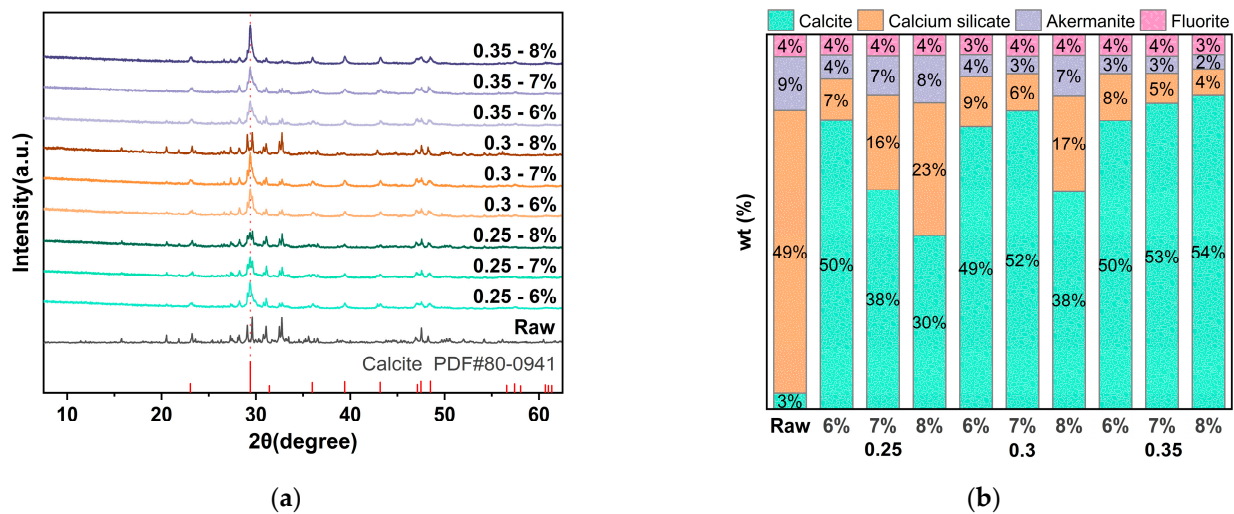 Intensity(a.u.)
0.35 - 8%
0.35 - 7%
0.35 - 6%
0.3 - 8%
0.3 - 7%
0.3 - 6%
0.25 - 8%
0.25 - 7%
0.25 - 6%
Raw
Calcite PDF#80-0941
10 20 30 40 50 60
2θ(degree)
(a)
Calcite Calcium silicate Akermanite Fluorite
wt (%)
4% 4% 4% 4% 3% 4% 4% 4% 4% 3%
9% 4% 7% 8% 4% 3% 7% 3% 3% 2%
49% 7% 16% 23% 9% 6% 17% 8% 5% 4%
3% 50% 38% 30% 49% 52% 38% 50% 53% 54%
Raw 6% 7% 8% 6% 7% 8% 6% 7% 8%
0.25 0.3 0.35
(b)